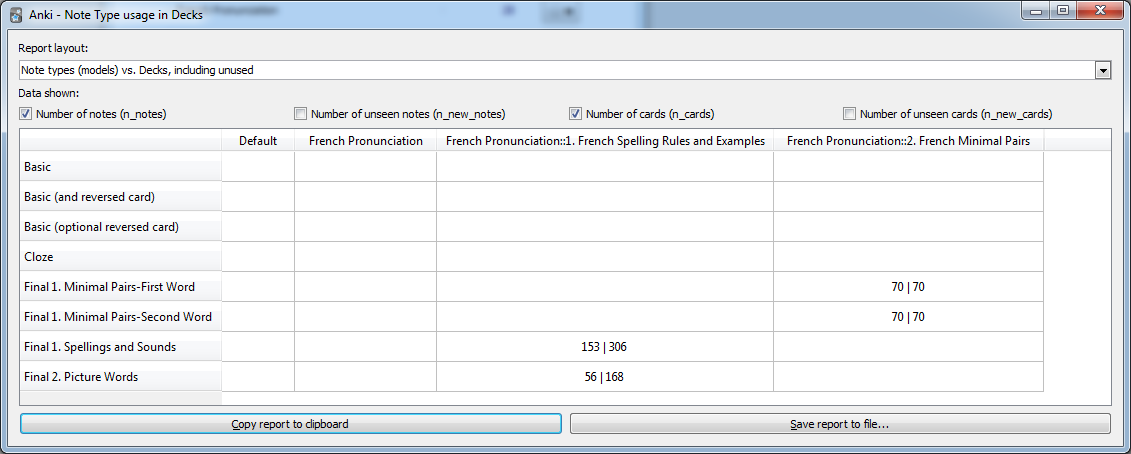 Anki - Note Type usage in Decks
Report layout:
Note types (models) vs. Decks, including unused
Data shown:
Number of notes (n_notes) Number of unseen notes (n_new_notes) Number of cards (n_cards) Number of unseen cards (n_new_cards)
Default French Pronunciation French Pronunciation::1. French Spelling Rules and Examples French Pronunciation::2. French Minimal Pairs
Basic
Basic (and reversed card)
Basic (optional reversed card)
Cloze
Final 1. Minimal Pairs-First Word 70 | 70
Final 1. Minimal Pairs-Second Word 70 | 70
Final 1. Spellings and Sounds 153 | 306
Final 2. Picture Words 56 | 168
Copy report to clipboard Save report to file...